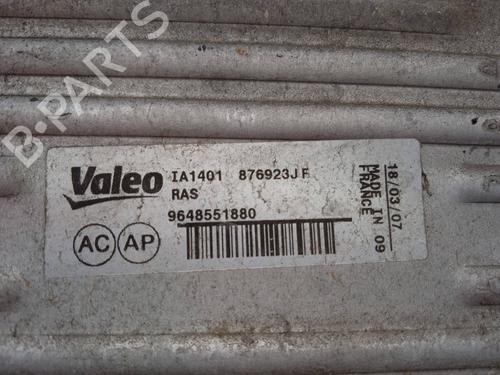 B-PARTS
Valeo
IA1401 876923J F
RAS
9648551880
AC AP
18/03/07
MADE IN 09
FRANCE